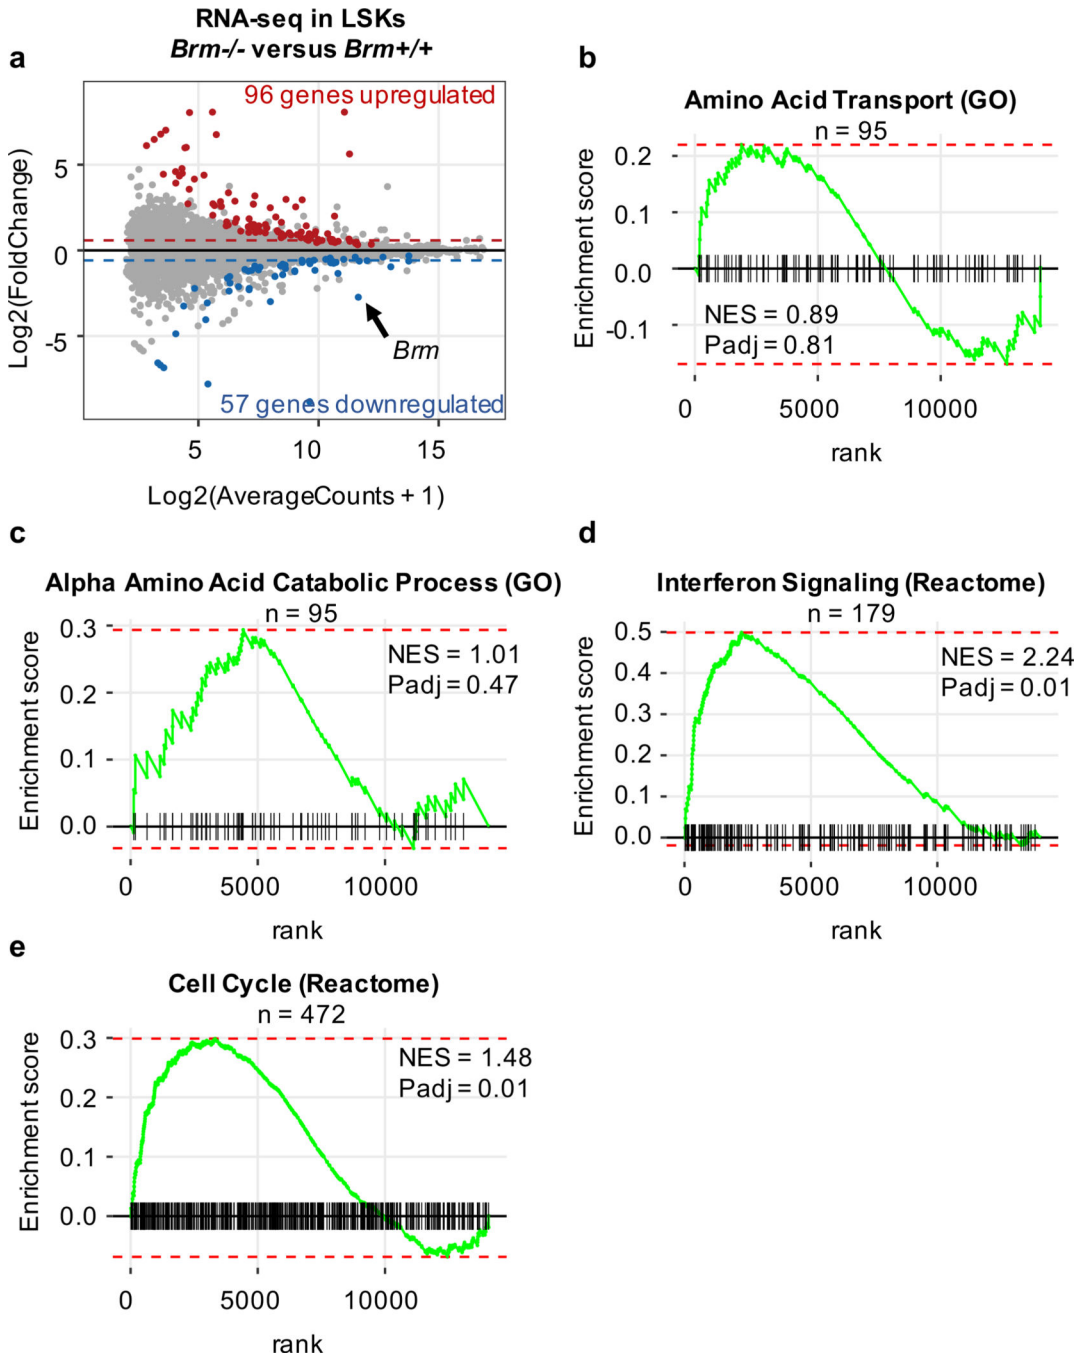 RNA-seq in LSKs
Brm-/- versus Brm+/+
a
96 genes upregulated
Log2(FoldChange)
5
0
-5
Brm
57 genes downregulated
5 10 15
Log2(AverageCounts + 1)
b
Amino Acid Transport (GO)
n = 95
Enrichment score
0.2
0.1
0.0
-0.1
NES = 0.89
Padj = 0.81
0 5000 10000
rank
c
Alpha Amino Acid Catabolic Process (GO)
n = 95
Enrichment score
0.3
0.2
0.1
0.0
NES = 1.01
Padj = 0.47
0 5000 10000
rank
d
Interferon Signaling (Reactome)
n = 179
Enrichment score
0.5
0.4
0.3
0.2
0.1
0.0
NES = 2.24
Padj = 0.01
0 5000 10000
rank
e
Cell Cycle (Reactome)
n = 472
Enrichment score
0.3
0.2
0.1
0.0
NES = 1.48
Padj = 0.01
0 5000 10000
rank